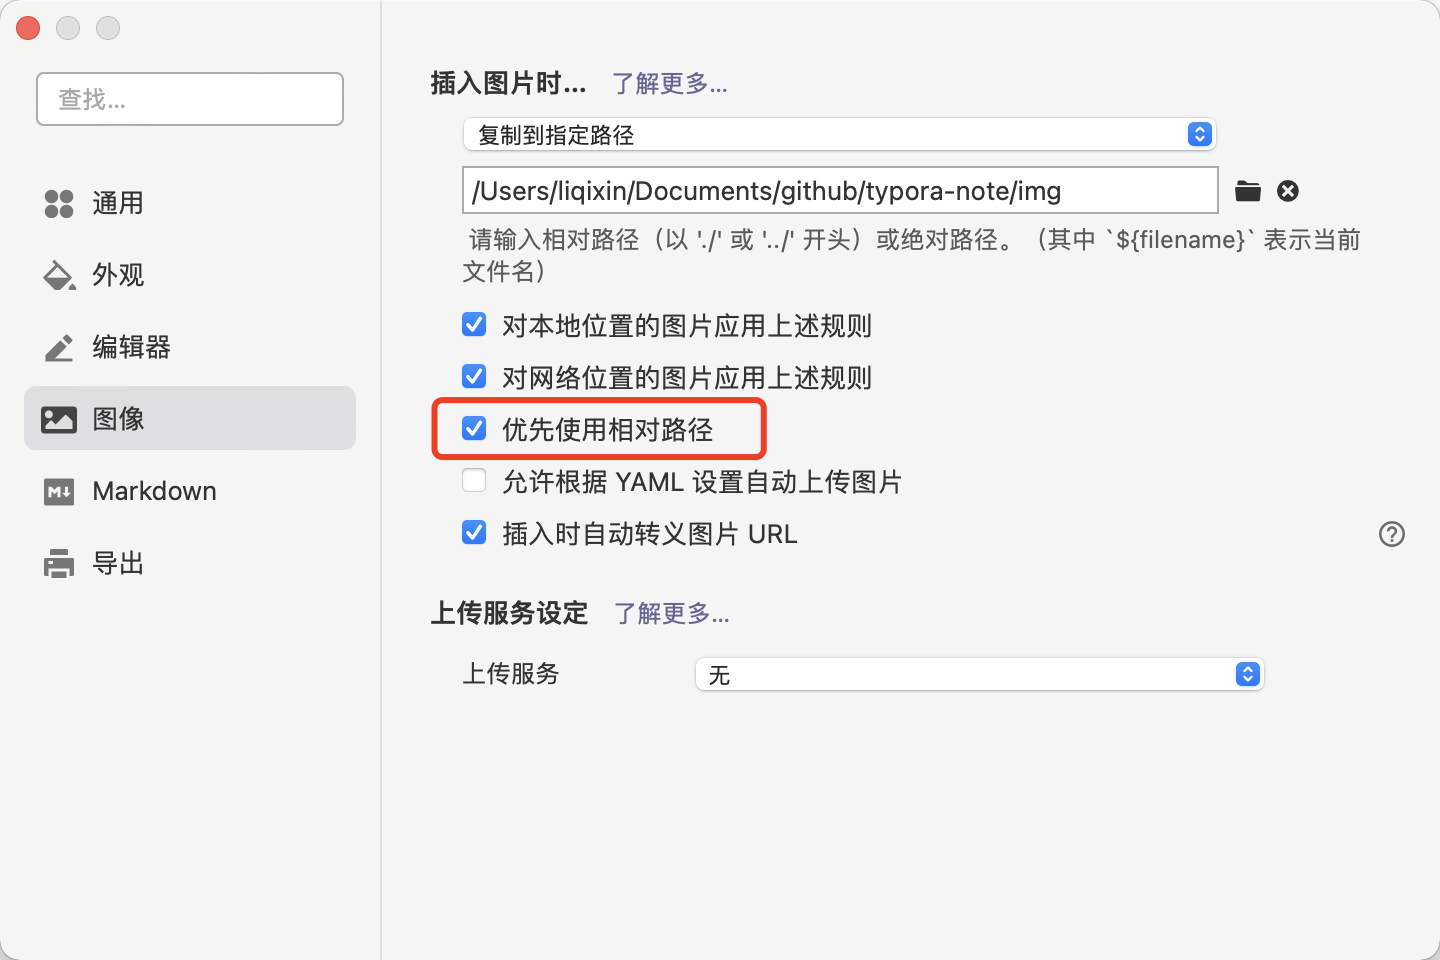 查找...
通用
外观
编辑器
图像
Markdown
导出
插入图片时... 了解更多...
复制到指定路径
/Users/liqixin/Documents/github/typora-note/img
请输入相对路径（以 './' 或 '../' 开头）或绝对路径。（其中 `${filename}` 表示当前
文件名）
对本地位置的图片应用上述规则
对网络位置的图片应用上述规则
优先使用相对路径
允许根据 YAML 设置自动上传图片
插入时自动转义图片 URL
上传服务设定 了解更多...
上传服务 无